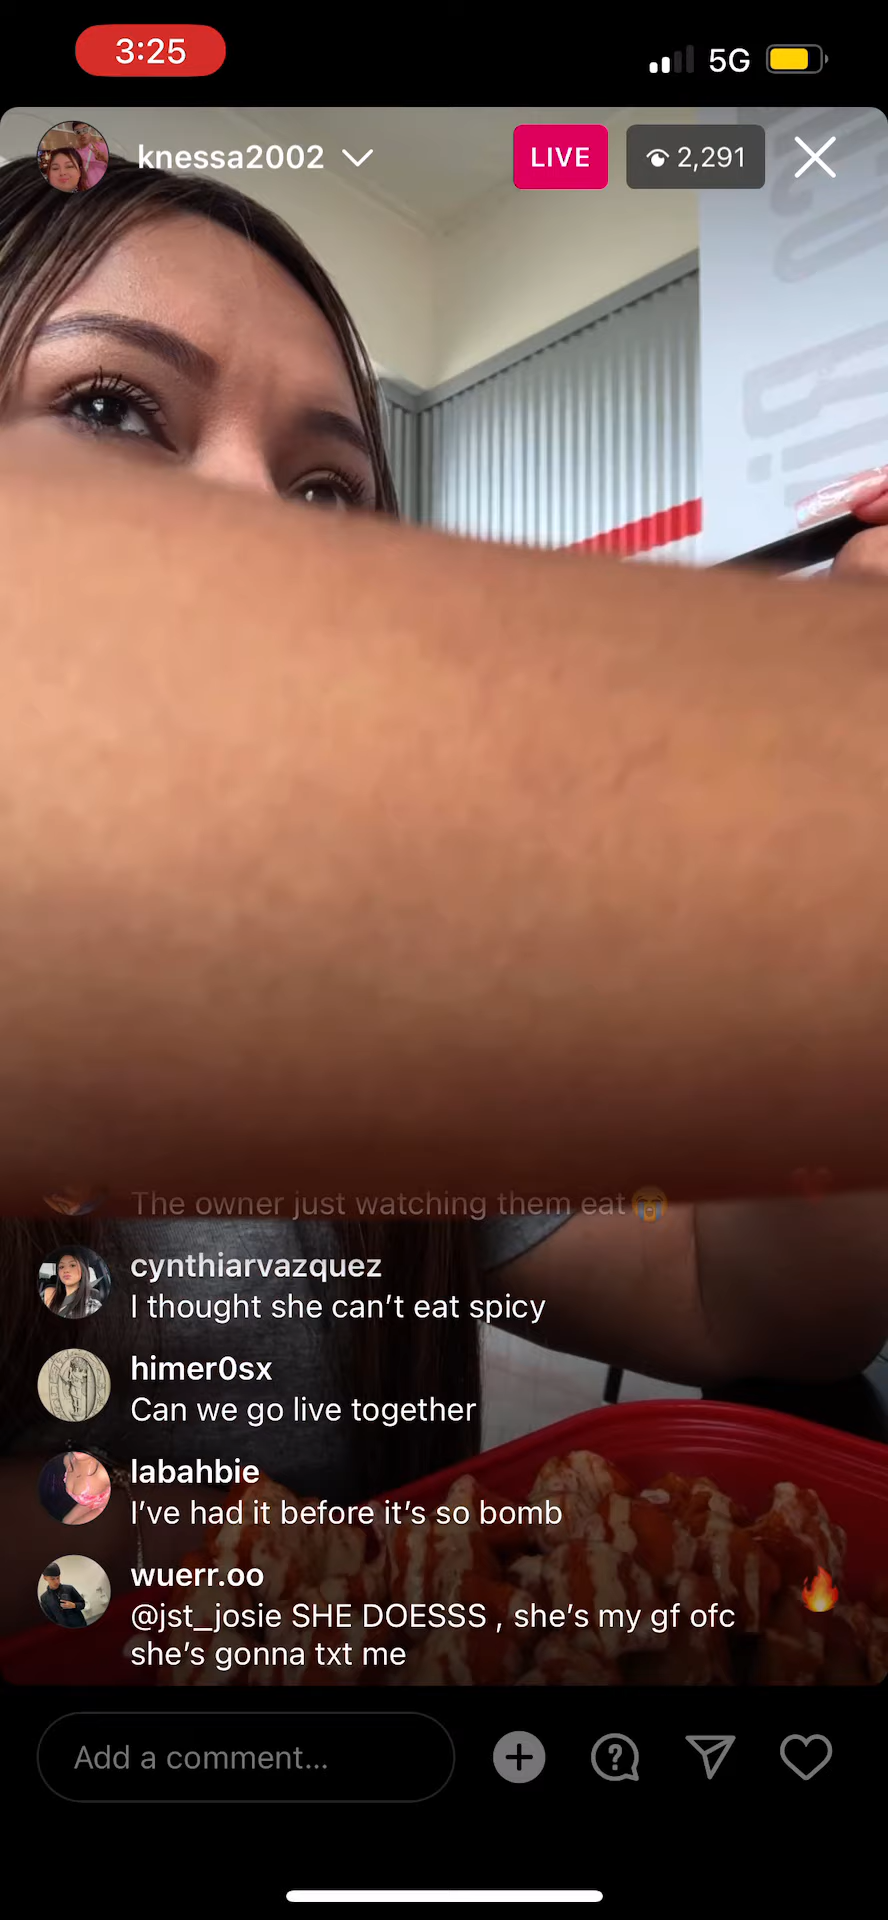 3:25
5G
knessa2002
LIVE
2,291
The owner just watching them eat😭
cynthiarvazquez
I thought she can't eat spicy
himer0sx
Can we go live together
labahbie
I've had it before it's so bomb
wuerr.oo
@jst_josie SHE DOESSS , she's my gf ofc
she's gonna txt me
Add a comment...